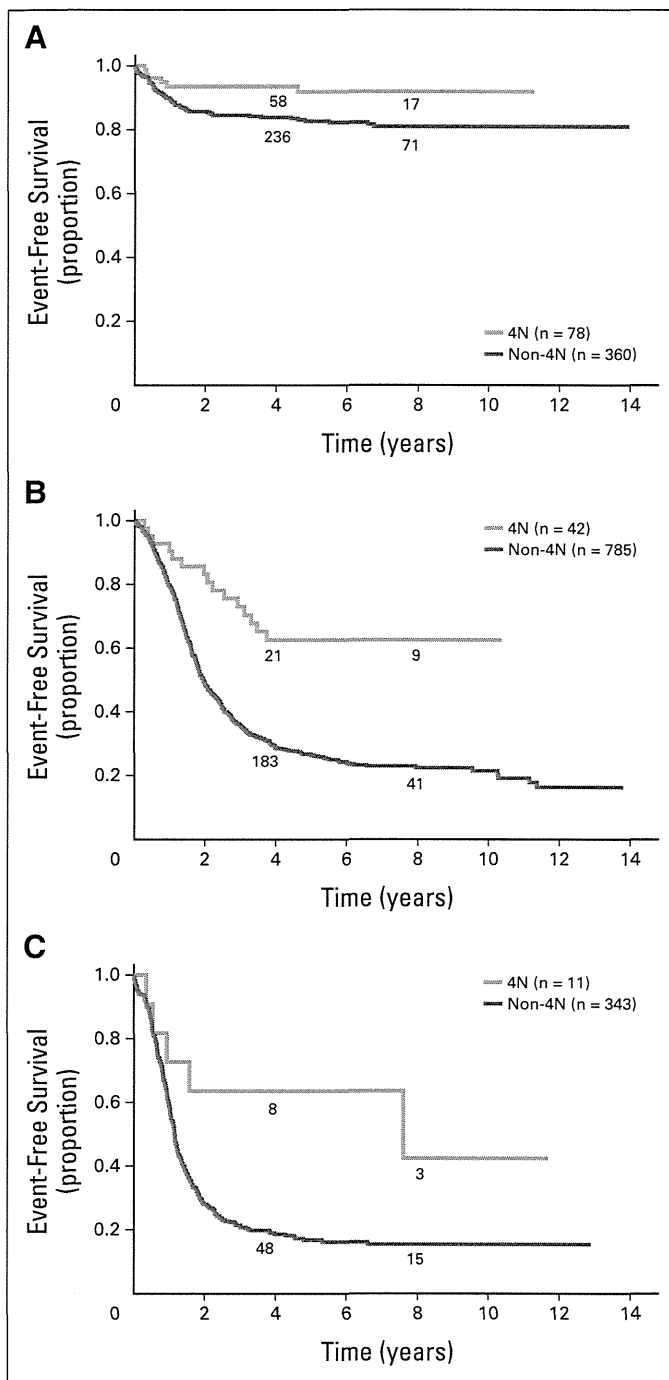 A
Event-Free Survival
(proportion)
1.0
0.8
0.6
0.4
0.2
0
58
17
236
71
4N (n = 78)
Non-4N (n = 360)
2
4
6
8
10
12
14
Time (years)
B
Event-Free Survival
(proportion)
1.0
0.8
0.6
0.4
0.2
0
4N (n = 42)
Non-4N (n = 785)
21
9
183
41
2
4
6
8
10
12
14
Time (years)
C
Event-Free Survival
(proportion)
1.0
0.8
0.6
0.4
0.2
0
4N (n = 11)
Non-4N (n = 343)
8
3
48
15
2
4
6
8
10
12
14
Time (years)